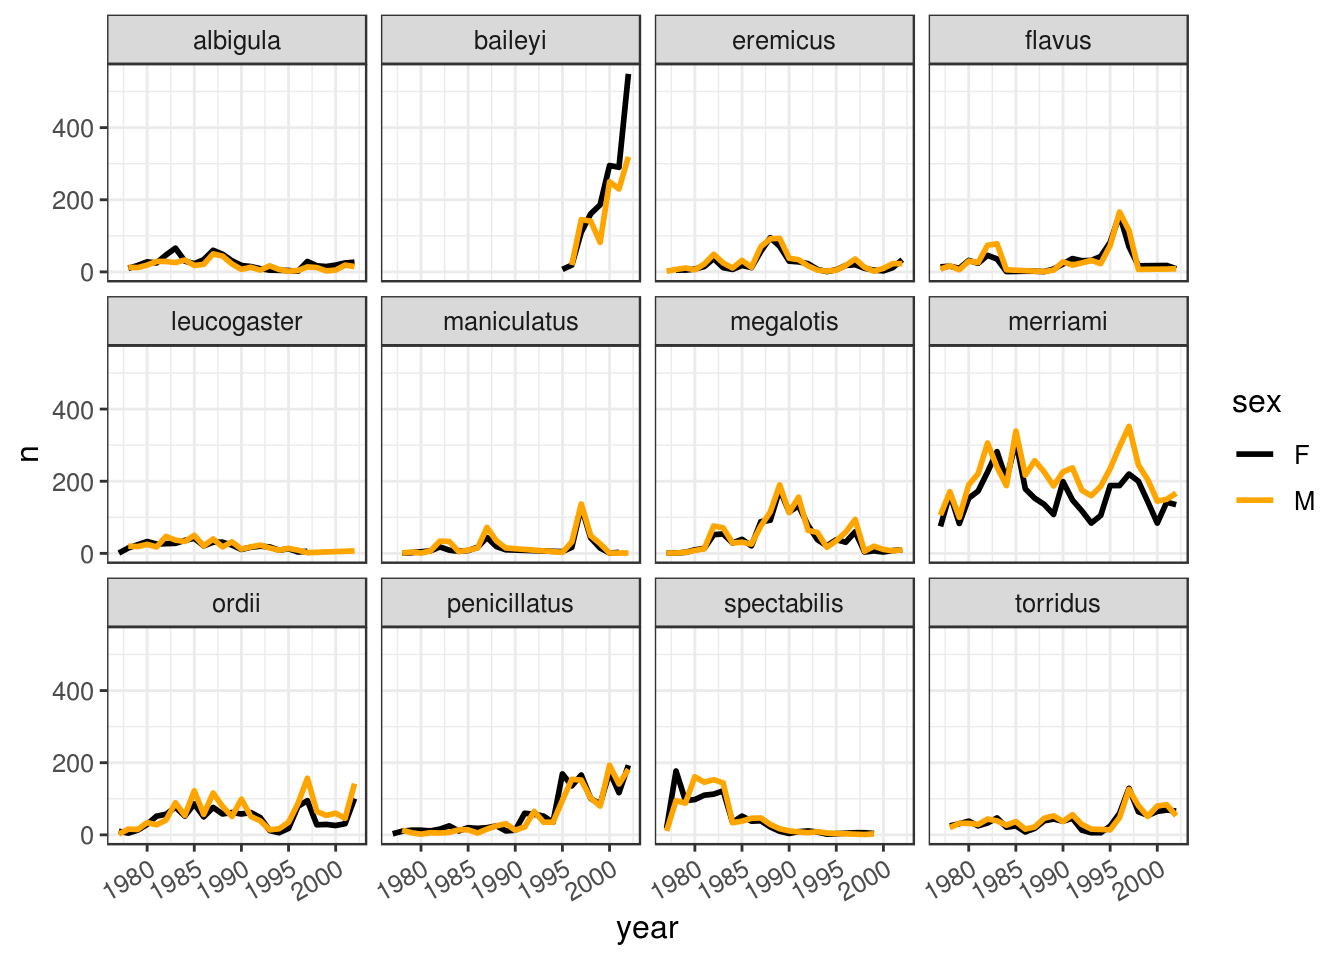 albigula baileyi eremicus flavus
400
200
0
leucogaster maniculatus megalotis merriami
400
200
0
ordii penicillatus spectabilis torridus
400
200
0
1980 1985 1990 1995 2000 1980 1985 1990 1995 2000 1980 1985 1990 1995 2000 1980 1985 1990 1995 2000
year
n
sex
F
M